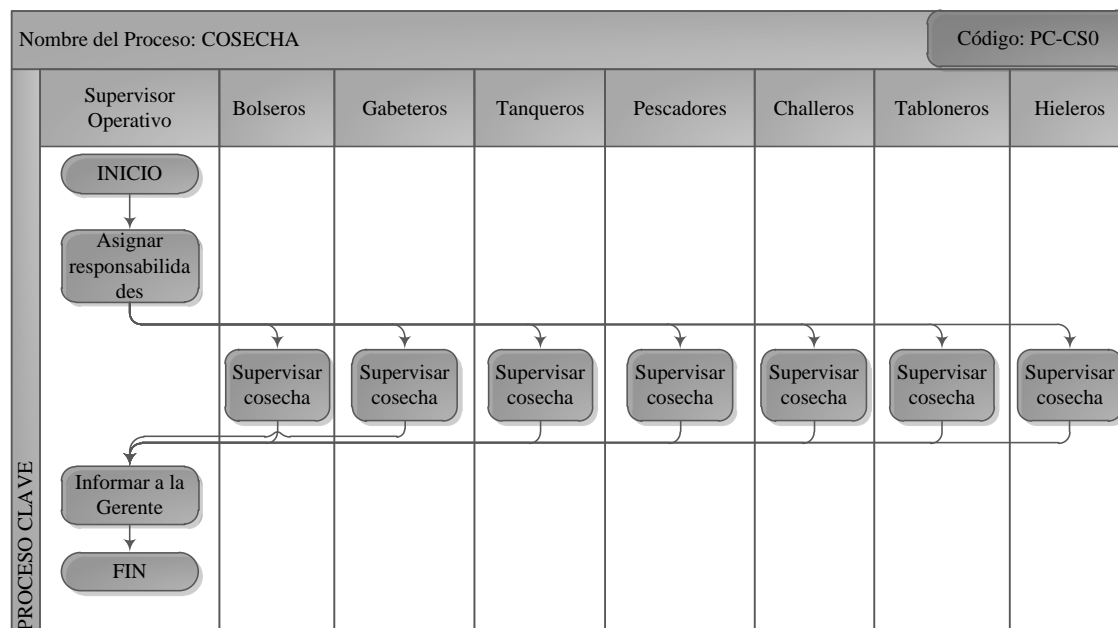 Nombre del Proceso: COSECHA
Código: PC-CS0
Supervisor
Operativo
Bolseros
Gabeteros
Tanqueros
Pescadores
Challeros
Tabloneros
Hieleros
INICIO
Asignar
responsabilida
des
Supervisar
cosecha
Supervisar
cosecha
Supervisar
cosecha
Supervisar
cosecha
Supervisar
cosecha
Supervisar
cosecha
Supervisar
cosecha
Informar a la
Gerente
FIN
PROCESO CLAVE